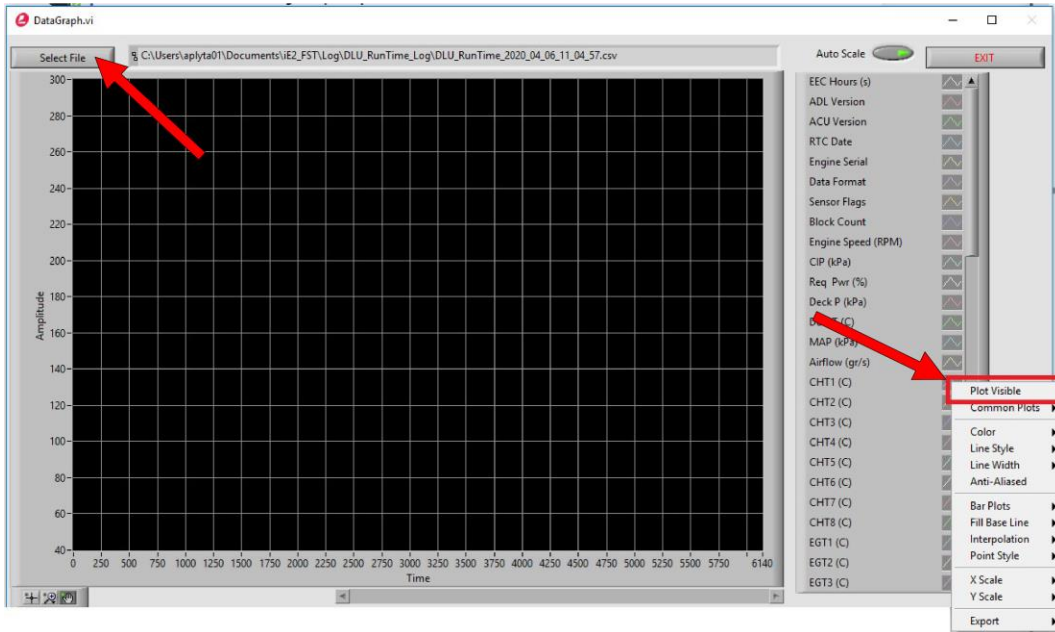 DataGraph.vi
Select File
C:\Users\aplyta01\Documents\iE2_FST\Log\DLU_RunTime_Log\DLU_RunTime_2020_04_06_11_04_57.csv
Auto Scale
EXIT
300
280
260
240
220
200
180
160
140
120
100
80
60
40
Amplitude
0 250 500 750 1000 1250 1500 1750 2000 2250 2500 2750 3000 3250 3500 3750 4000 4250 4500 4750 5000 5250 5500 5750 6140
Time
EEC Hours (s)
ADL Version
ACU Version
RTC Date
Engine Serial
Data Format
Sensor Flags
Block Count
Engine Speed (RPM)
CIP (kPa)
Req Pwr (%)
Deck P (kPa)
(C)
MAP (kPa)
Airflow (gr/s)
CHT1 (C)
CHT2 (C)
CHT3 (C)
CHT4 (C)
CHT5 (C)
CHT6 (C)
CHT7 (C)
CHT8 (C)
EGT1 (C)
EGT2 (C)
EGT3 (C)
Plot Visible
Common Plots
Color
Line Style
Line Width
Anti-Aliased
Bar Plots
Fill Base Line
Interpolation
Point Style
X Scale
Y Scale
Export